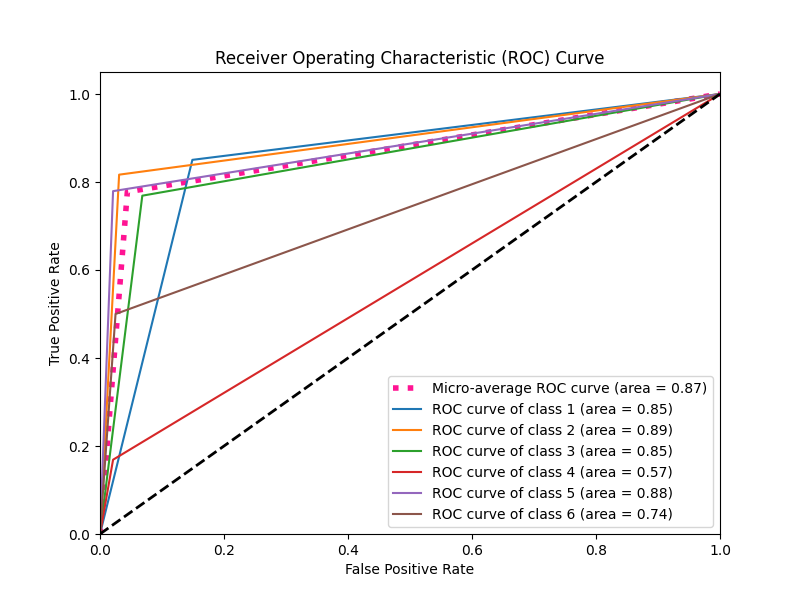 Receiver Operating Characteristic (ROC) Curve
1.0
0.8
0.6
0.4
0.2
0.0
True Positive Rate
Micro-average ROC curve (area = 0.87)
ROC curve of class 1 (area = 0.85)
ROC curve of class 2 (area = 0.89)
ROC curve of class 3 (area = 0.85)
ROC curve of class 4 (area = 0.57)
ROC curve of class 5 (area = 0.88)
ROC curve of class 6 (area = 0.74)
0.0 0.2 0.4 0.6 0.8 1.0
False Positive Rate